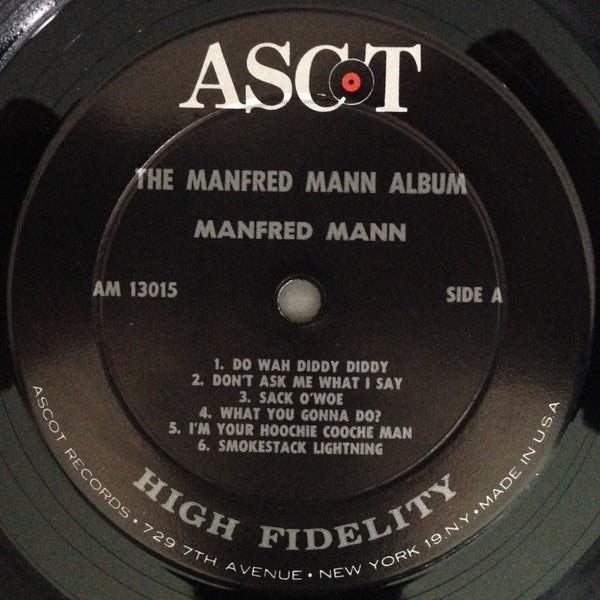 ASCOT
THE MANFRED MANN ALBUM
MANFRED MANN
AM 13015
SIDE A
1. DO WAH DIDDY DIDDY
2. DON'T ASK ME WHAT I SAY
3. SACK O'WOE
4. WHAT YOU GONNA DO?
5. I'M YOUR HOOCHIE COOCHE MAN
6. SMOKESTACK LIGHTNING
HIGH FIDELITY
ASCOT RECORDS • 729 7TH AVENUE • NEW YORK 19 N.Y. • MADE IN U.S.A